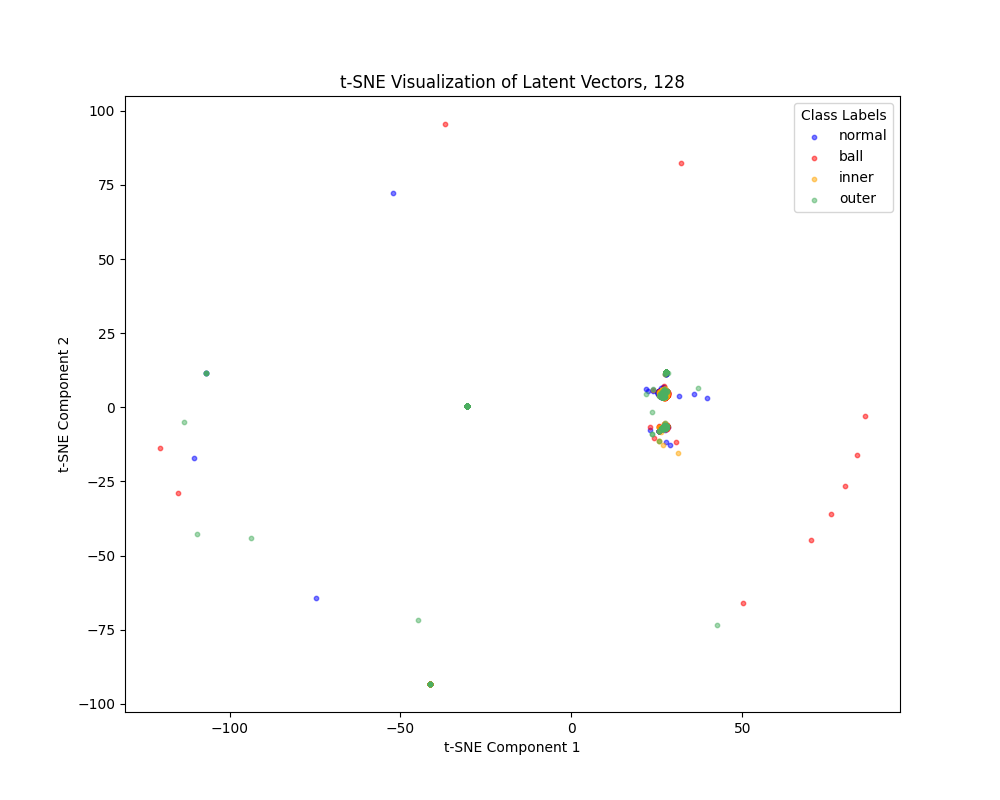 t-SNE Visualization of Latent Vectors, 128
Class Labels
normal
ball
inner
outer
100
75
50
25
0
−25
−50
−75
−100
t-SNE Component 2
−100
−50
0
50
t-SNE Component 1